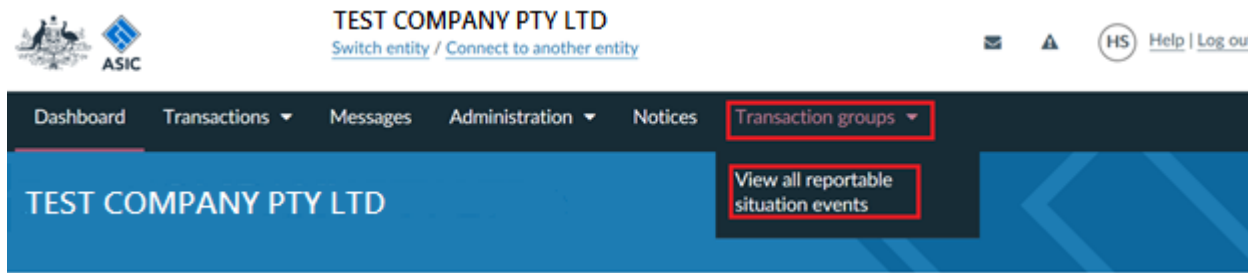 TEST COMPANY PTY LTD
Switch entity / Connect to another entity
ASIC
HS Help | Log ou
Dashboard Transactions Messages Administration Notices Transaction groups
View all reportable
situation events
TEST COMPANY PTY LTD